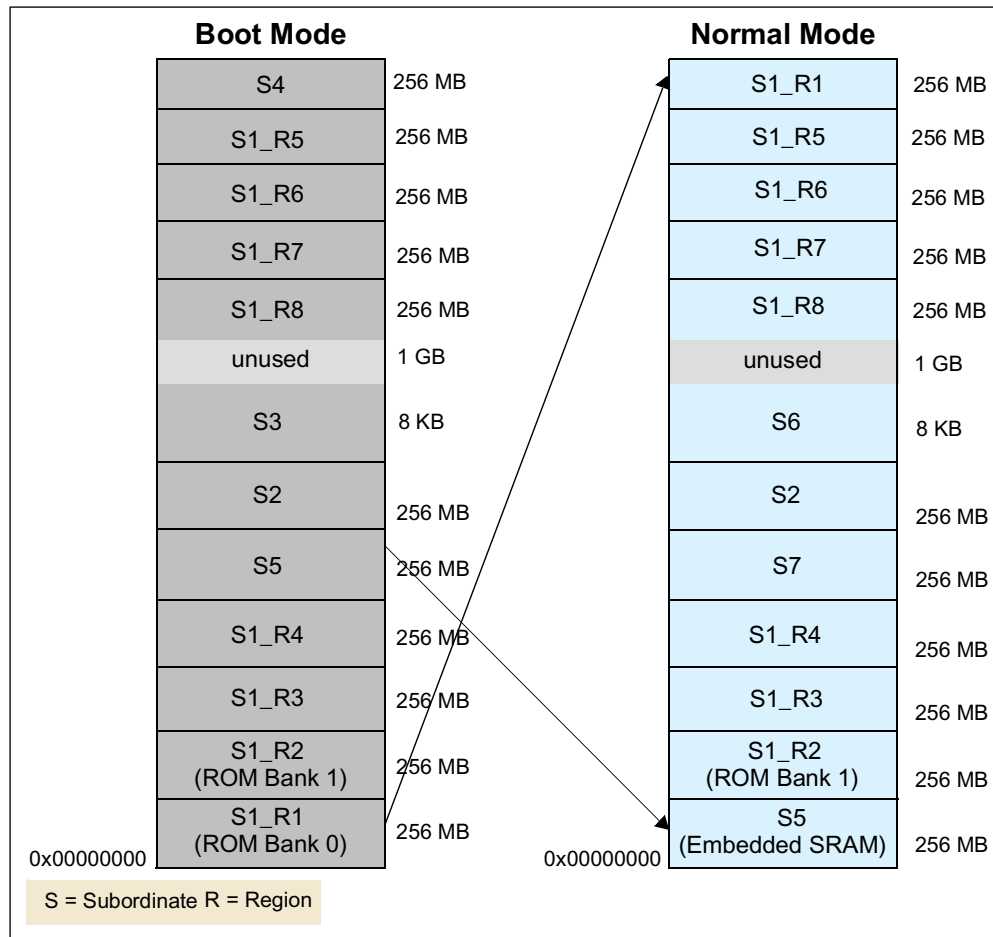 Boot Mode
S4
256 MB
S1_R5
256 MB
S1_R6
256 MB
S1_R7
256 MB
S1_R8
256 MB
unused
1 GB
S3
8 KB
S2
256 MB
S5
256 MB
S1_R4
256 MB
S1_R3
256 MB
S1_R2
(ROM Bank 1)
256 MB
S1_R1
(ROM Bank 0)
256 MB
0x00000000
Normal Mode
S1_R1
256 MB
S1_R5
256 MB
S1_R6
256 MB
S1_R7
256 MB
S1_R8
256 MB
unused
1 GB
S6
8 KB
S2
256 MB
S7
256 MB
S1_R4
256 MB
S1_R3
256 MB
S1_R2
(ROM Bank 1)
256 MB
S5
(Embedded SRAM)
256 MB
0x00000000
S = Subordinate R = Region